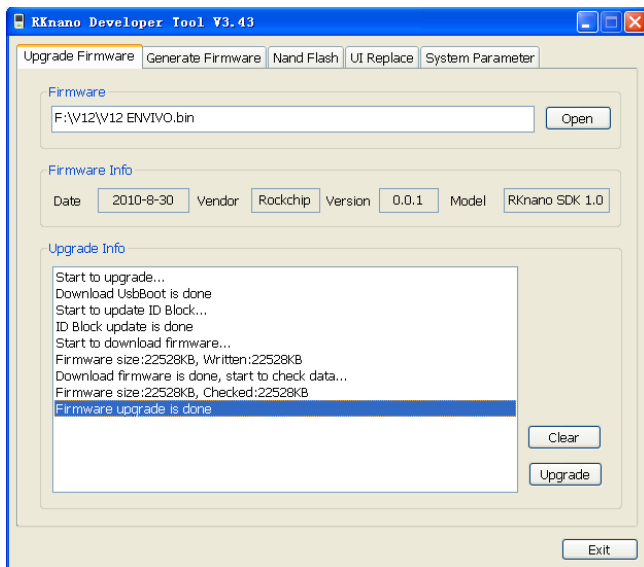 RKnano Developer Tool V3.43
Upgrade Firmware Generate Firmware Nand Flash UI Replace System Parameter
Firmware
F:\V12\V12 ENVIVO.bin Open
Firmware Info
Date 2010-8-30 Vendor Rockchip Version 0.0.1 Model RKnano SDK 1.0
Upgrade Info
Start to upgrade...
Download UsbBoot is done
Start to update ID Block...
ID Block update is done
Start to download firmware...
Firmware size:22528KB, Written:22528KB
Download firmware is done, start to check data...
Firmware size:22528KB, Checked:22528KB
Firmware upgrade is done
Clear
Upgrade
Exit